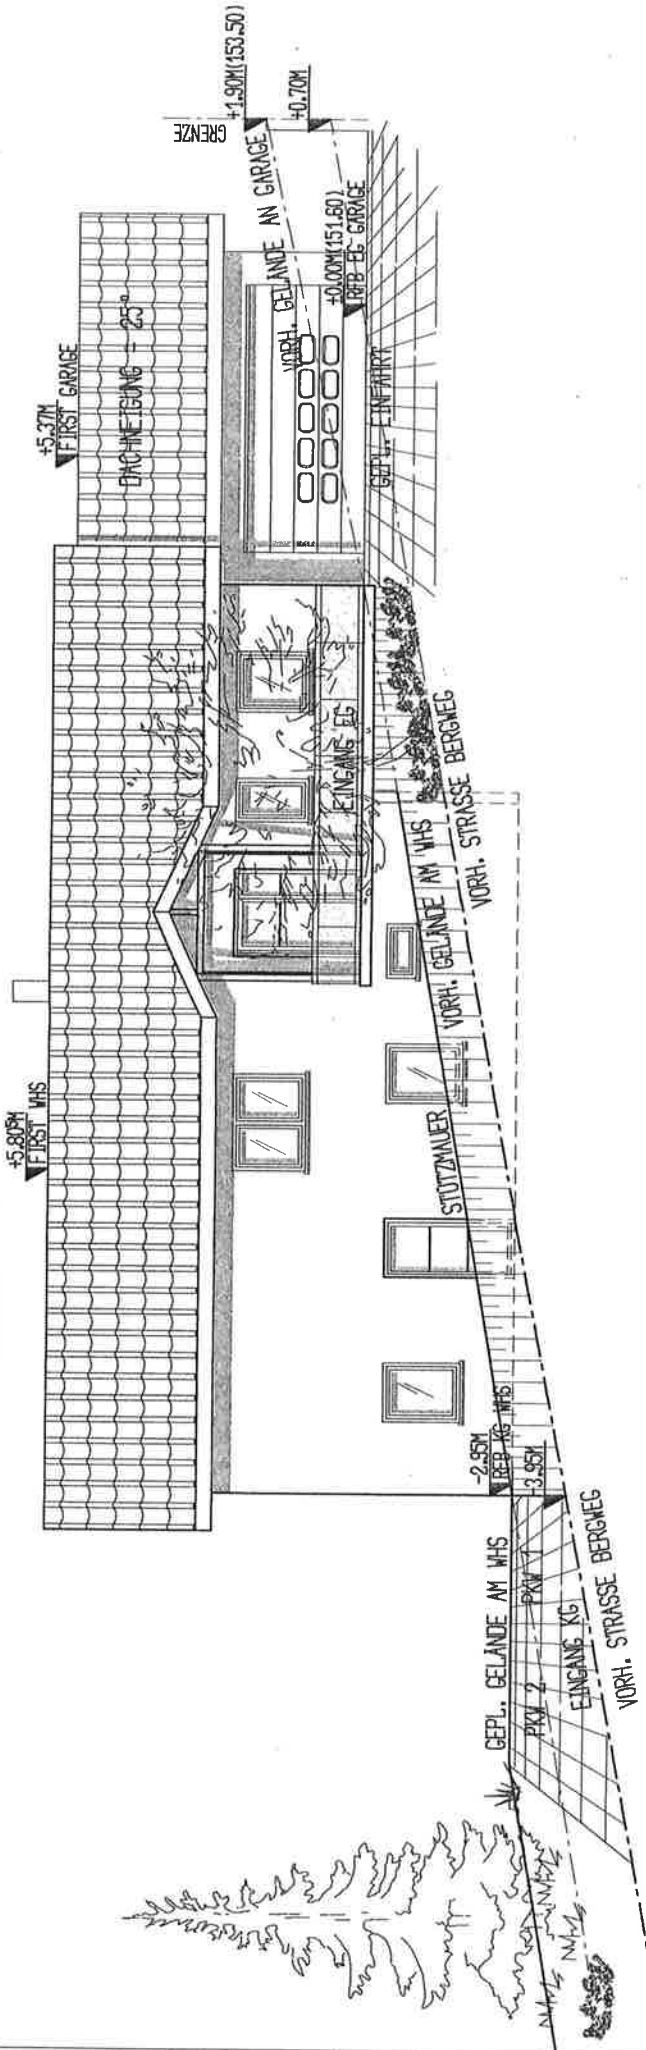 +5.80⁵M
FIRST WHS
+5.37M
FIRST GARAGE
DACHNEIGUNG = 25°
GRENZE
+1.90M(153.50)
+0.70M
VORH. GELÄNDE AN GARAGE
+0.00M(151.60)
RFB EG GARAGE
GEPL. EINFAHRT
EINGANG EG
VORH. GELÄNDE AM WHS
VORH. STRASSE BERGWEG
STÜTZMAUER
-2.95M
RFB KG WHS
-3.95M
GEPL. GELÄNDE AM WHS
PKW 2
PKW 1
EINGANG KG
VORH. STRASSE BERGWEG